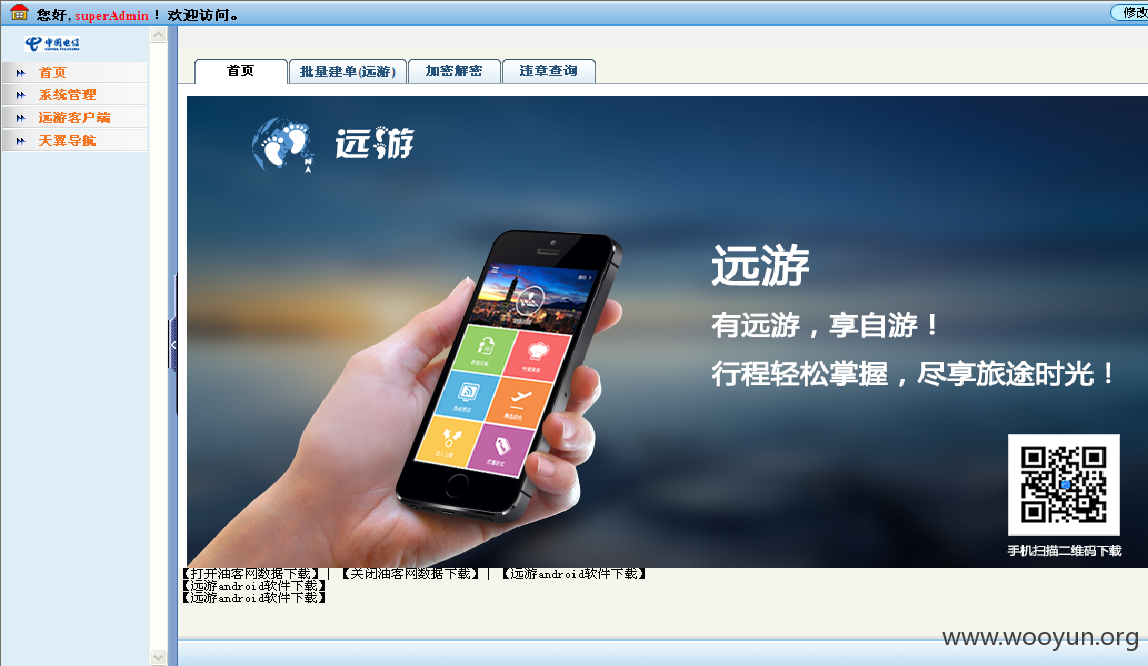 您好, superAdmin ! 欢迎访问。
修改
中国电信
首页
系统管理
远游客户端
天翼导航
首页
批量建单(远游)
加密解密
违章查询
远游
远游
有远游，享自游！
行程轻松掌握，尽享旅途时光！
手机扫描二维码下载
【打开油客网数据下载】| 【关闭油客网数据下载】| 【远游android软件下载】
【远游android软件下载】
【远游android软件下载】
www.wooyun.org